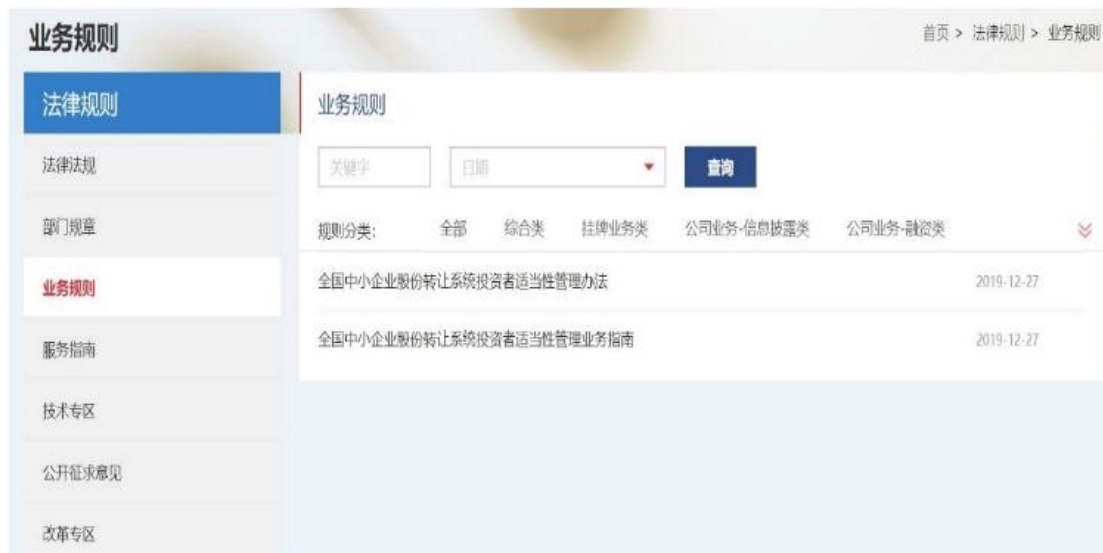 业务规则
首页 > 法律规则 > 业务规则
法律规则
法律法规
部门规章
业务规则
服务指南
技术专区
公开征求意见
改革专区
业务规则
关键字 日期 查询
规则分类： 全部 综合类 挂牌业务类 公司业务-信息披露类 公司业务-融资类
全国中小企业股份转让系统投资者适当性管理办法 2019-12-27
全国中小企业股份转让系统投资者适当性管理业务指南 2019-12-27